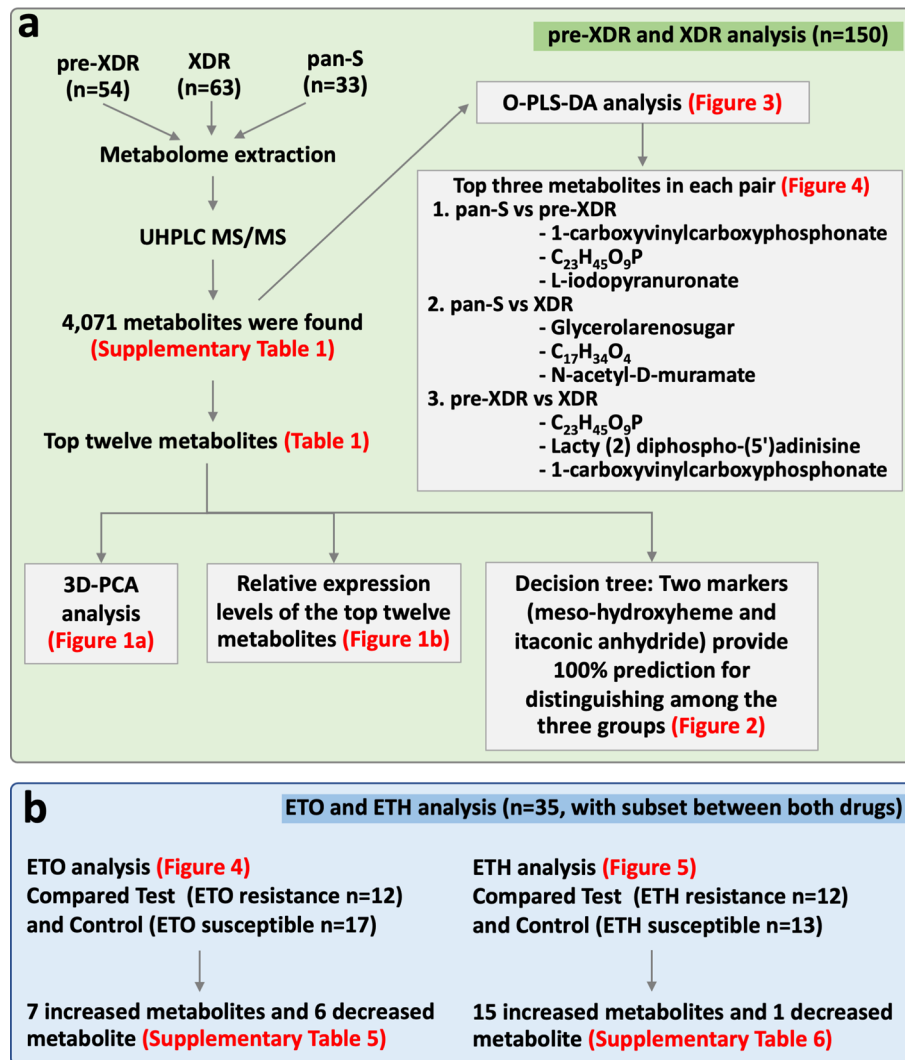 a
pre-XDR and XDR analysis (n=150)
pre-XDR
(n=54)
XDR
(n=63)
pan-S
(n=33)
Metabolome extraction
UHPLC MS/MS
4,071 metabolites were found
(Supplementary Table 1)
Top twelve metabolites (Table 1)
O-PLS-DA analysis (Figure 3)
Top three metabolites in each pair (Figure 4)
1. pan-S vs pre-XDR
- 1-carboxyvinylcarboxyphosphonate
- C₂₃H₄₅O₉P
- L-iodopyranuronate
2. pan-S vs XDR
- Glycerolarenosugar
- C₁₇H₃₄O₄
- N-acetyl-D-muramate
3. pre-XDR vs XDR
- C₂₃H₄₅O₉P
- Lacty (2) diphospho-(5')adinisine
- 1-carboxyvinylcarboxyphosphonate
3D-PCA
analysis
(Figure 1a)
Relative expression
levels of the top twelve
metabolites (Figure 1b)
Decision tree: Two markers
(meso-hydroxyheme and
itaconic anhydride) provide
100% prediction for
distinguishing among the
three groups (Figure 2)
b
ETO and ETH analysis (n=35, with subset between both drugs)
ETO analysis (Figure 4)
Compared Test (ETO resistance n=12)
and Control (ETO susceptible n=17)
7 increased metabolites and 6 decreased
metabolite (Supplementary Table 5)
ETH analysis (Figure 5)
Compared Test (ETH resistance n=12)
and Control (ETH susceptible n=13)
15 increased metabolites and 1 decreased
metabolite (Supplementary Table 6)